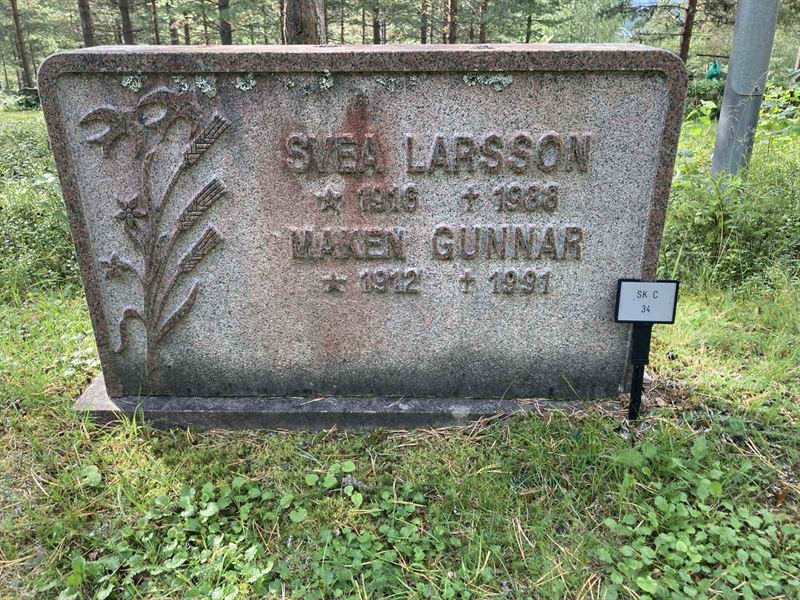 SVEA LARSSON
★ 1916 ✝ 1988
MAKEN GUNNAR
★ 1912 ✝ 1991
SK C
34